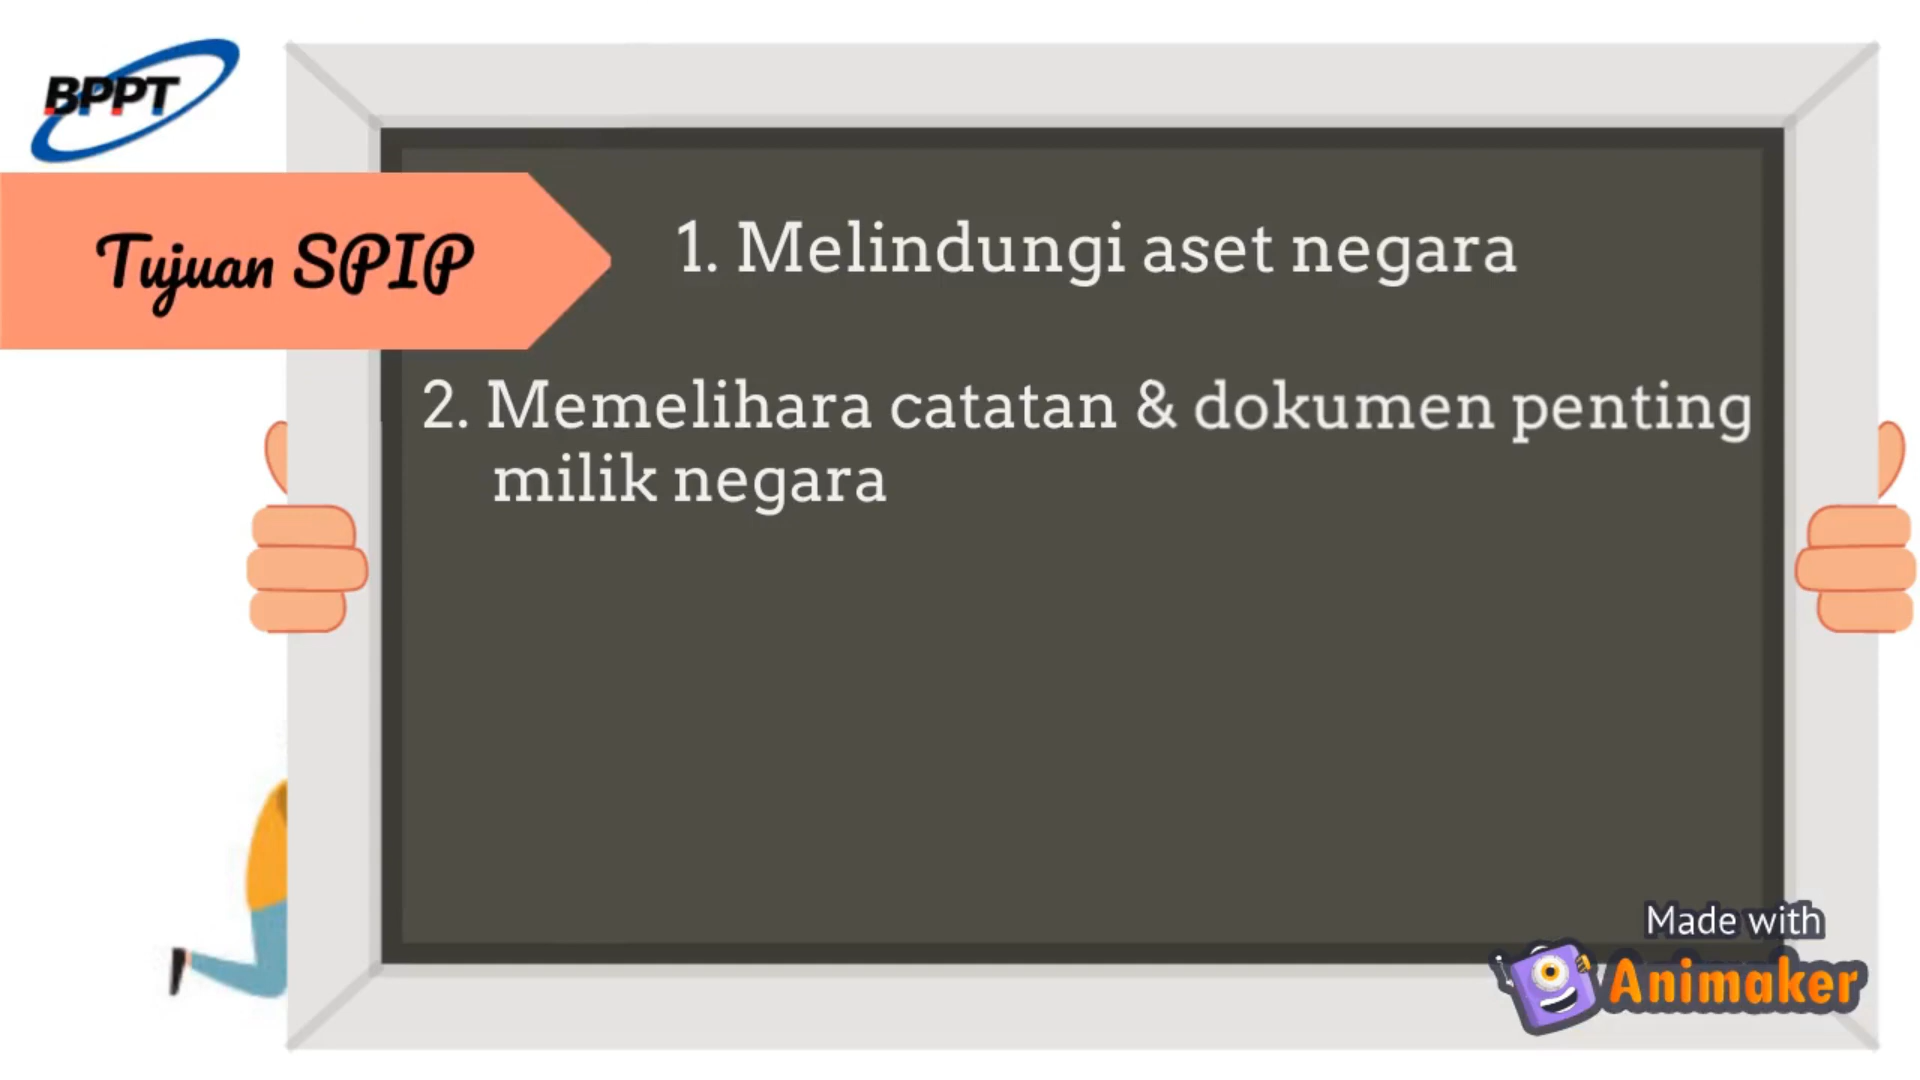 BPPT
Tujuan SPIP
1. Melindungi aset negara
2. Memelihara catatan & dokumen penting
milik negara
Made with
Animaker